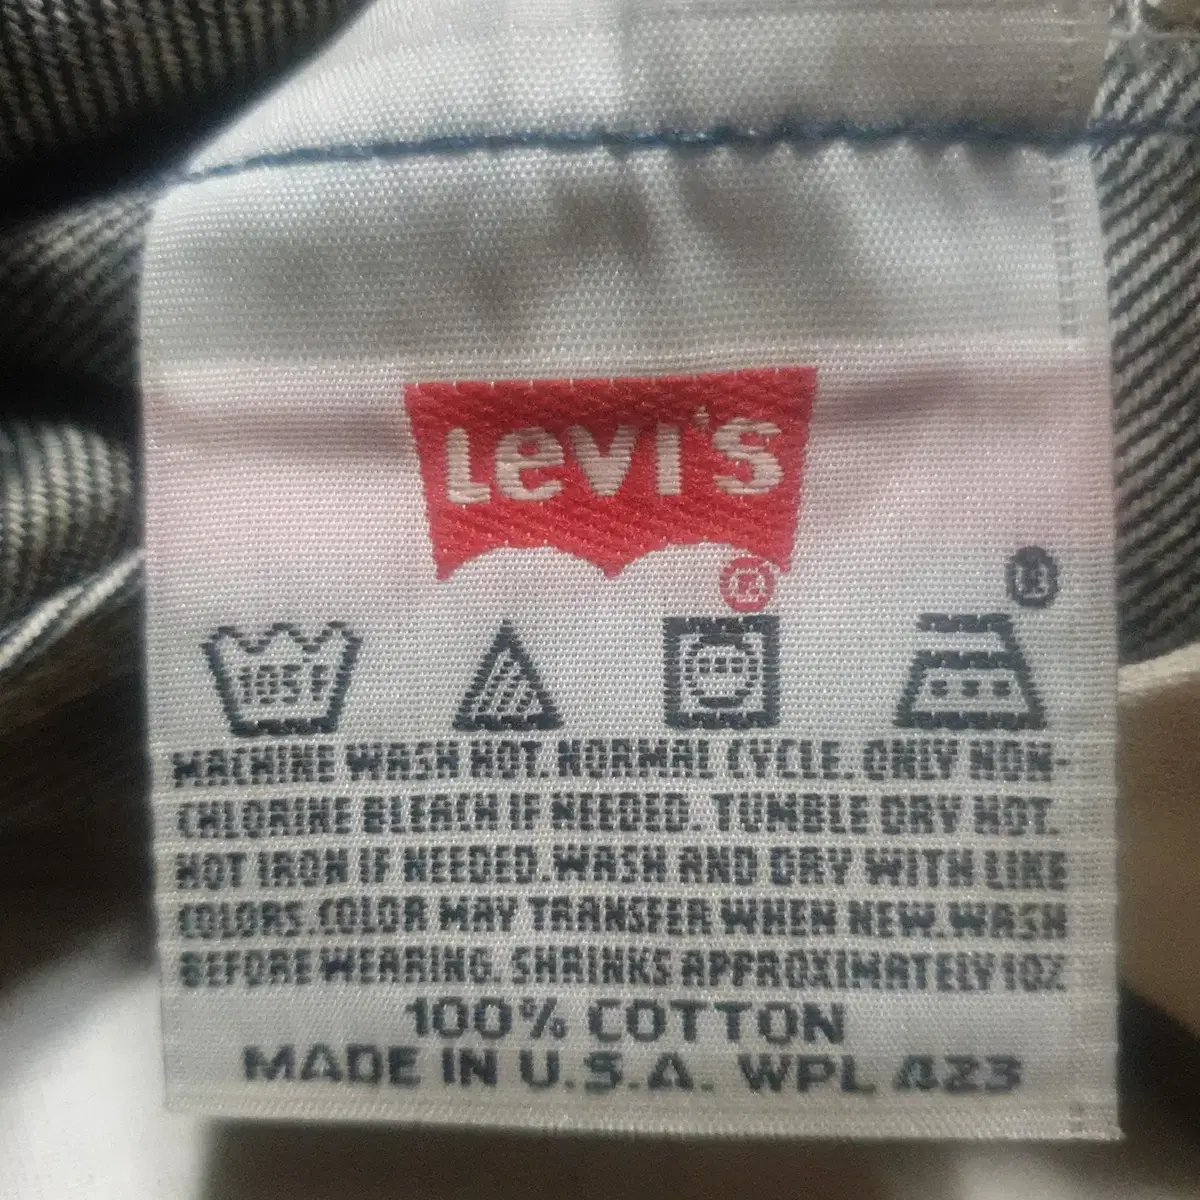 Levi's
®
105F
MACHINE WASH HOT. NORMAL CYCLE. ONLY NON-
CHLORINE BLEACH IF NEEDED. TUMBLE DRY HOT.
HOT IRON IF NEEDED. WASH AND DRY WITH LIKE
COLORS. COLOR MAY TRANSFER WHEN NEW. WASH
BEFORE WEARING. SHRINKS APPROXIMATELY 10%
100% COTTON
MADE IN U.S.A. WPL 423